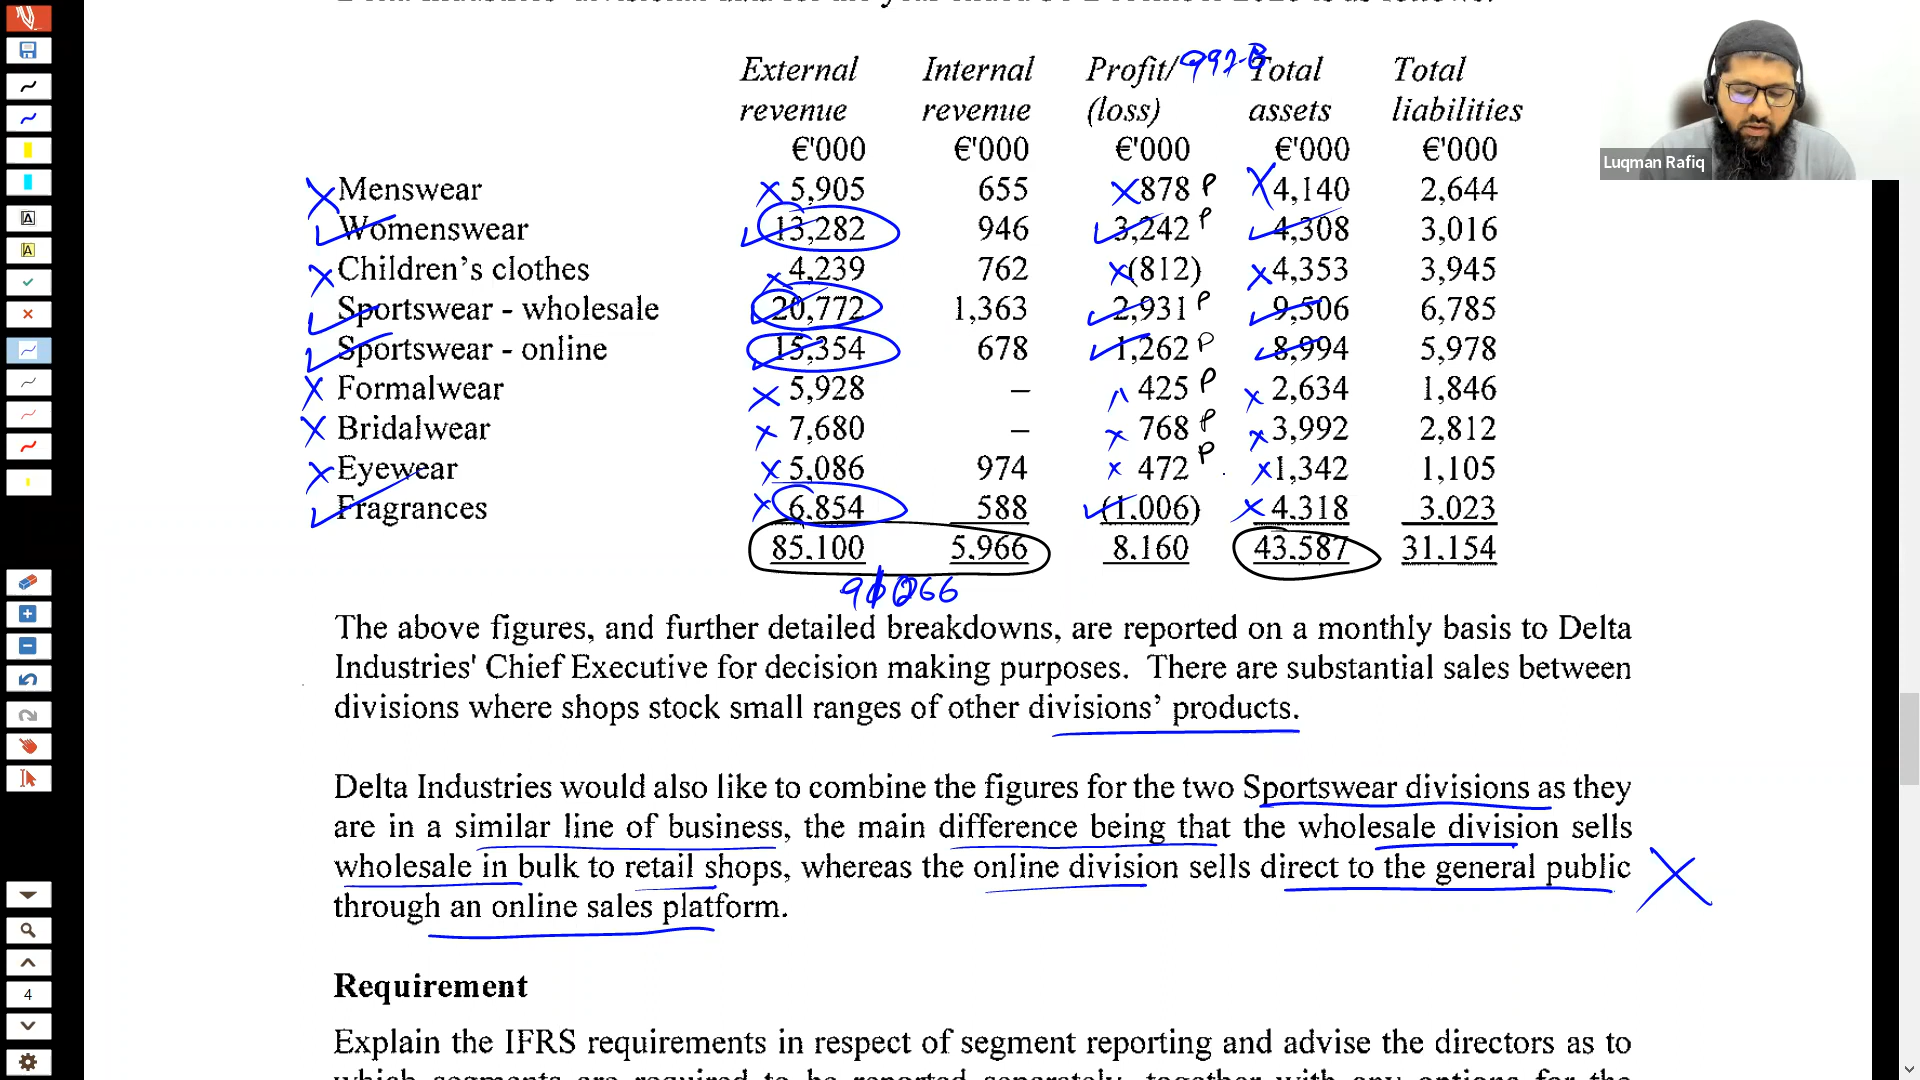 External Internal Profit/ 997.8 Total Total
revenue revenue (loss) assets liabilities
€'000 €'000 €'000 €'000 €'000
Luqman Rafiq
Menswear 5,905 655 878 P 4,140 2,644
Womenswear 13,282 946 3,242 P 4,308 3,016
Children’s clothes 4,239 762 (812) 4,353 3,945
Sportswear - wholesale 20,772 1,363 2,931 P 9,506 6,785
Sportswear - online 15,354 678 1,262 P 8,994 5,978
Formalwear 5,928 – 425 P 2,634 1,846
Bridalwear 7,680 – 768 P 3,992 2,812
Eyewear 5,086 974 472 P 1,342 1,105
Fragrances 6,854 588 (1,006) 4,318 3,023
85,100 5,966 8,160 43,587 31,154
The above figures, and further detailed breakdowns, are reported on a monthly basis to Delta
Industries' Chief Executive for decision making purposes. There are substantial sales between
divisions where shops stock small ranges of other divisions’ products.
Delta Industries would also like to combine the figures for the two Sportswear divisions as they
are in a similar line of business, the main difference being that the wholesale division sells
wholesale in bulk to retail shops, whereas the online division sells direct to the general public
through an online sales platform.
Requirement
Explain the IFRS requirements in respect of segment reporting and advise the directors as to
4